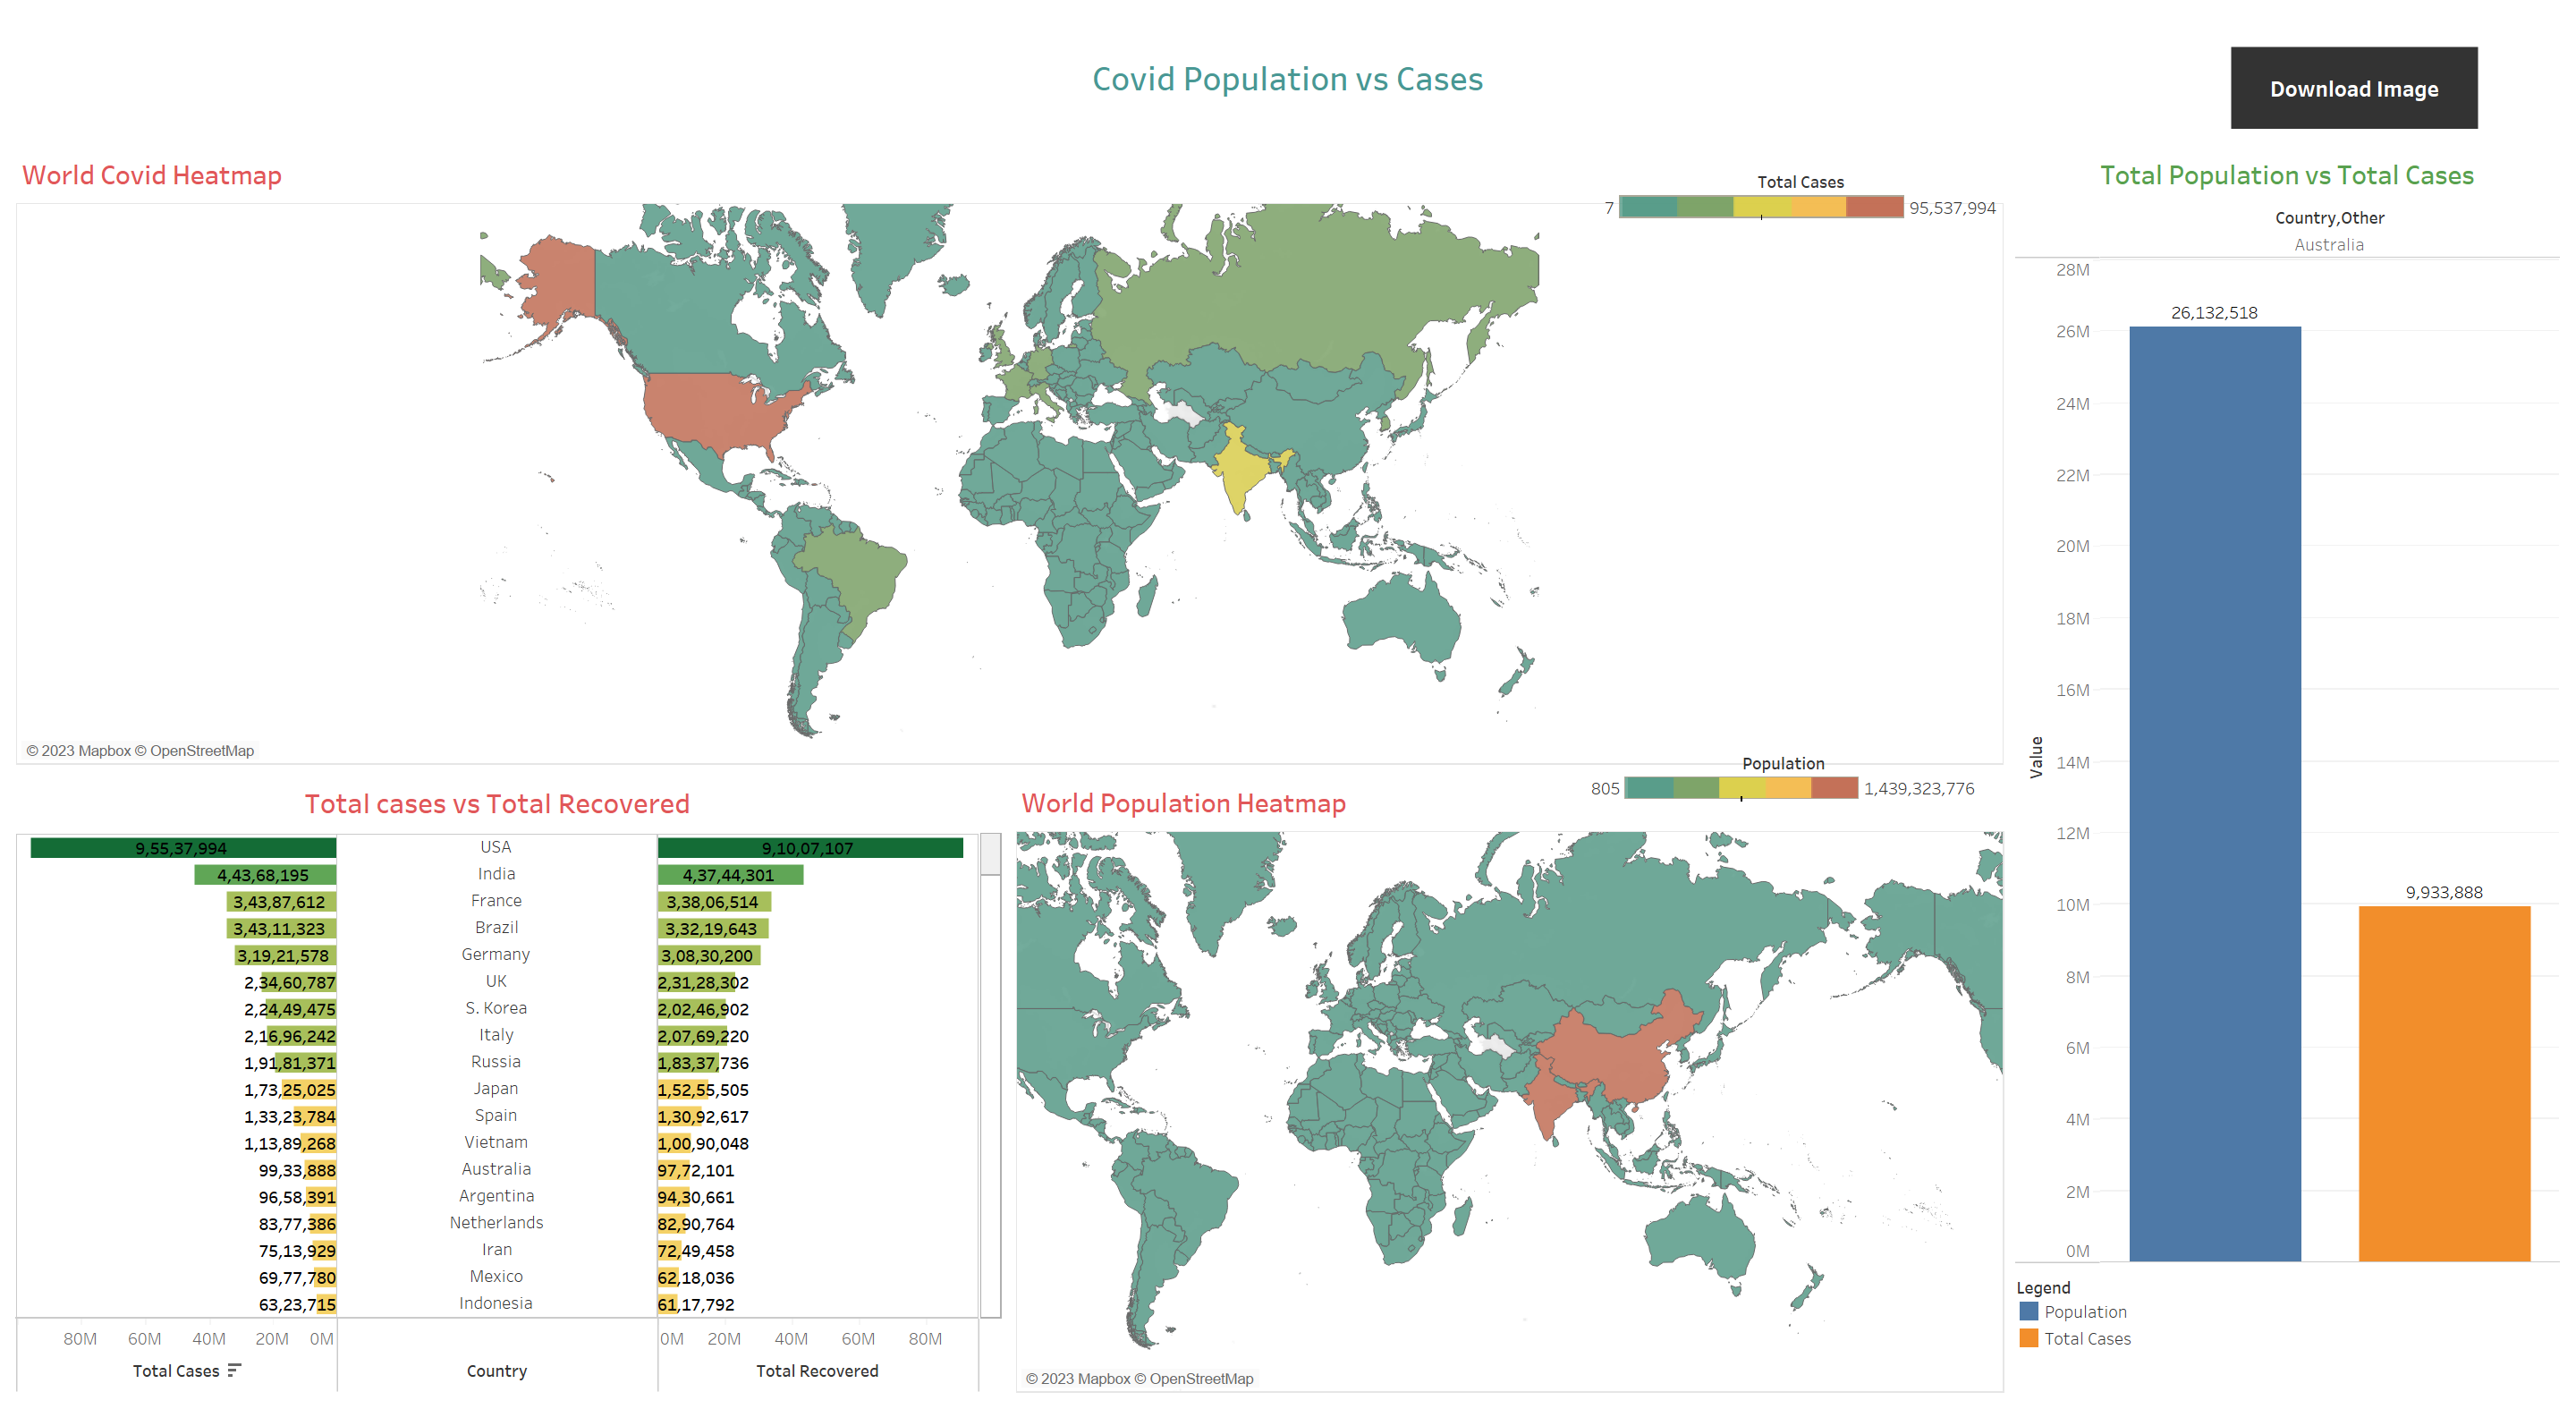 Covid Population vs Cases
Download Image
World Covid Heatmap
Total Cases
7
95,537,994
© 2023 Mapbox © OpenStreetMap
Total Population vs Total Cases
Country,Other
Australia
28M
26M
24M
22M
20M
18M
16M
14M
12M
10M
8M
6M
4M
2M
0M
Value
26,132,518
9,933,888
Legend
Population
Total Cases
Total cases vs Total Recovered
9,55,37,994 USA 9,10,07,107
4,43,68,195 India 4,37,44,301
3,43,87,612 France 3,38,06,514
3,43,11,323 Brazil 3,32,19,643
3,19,21,578 Germany 3,08,30,200
2,34,60,787 UK 2,31,28,302
2,24,49,475 S. Korea 2,02,46,902
2,16,96,242 Italy 2,07,69,220
1,91,81,371 Russia 1,83,37,736
1,73,25,025 Japan 1,52,55,505
1,33,23,784 Spain 1,30,92,617
1,13,89,268 Vietnam 1,00,90,048
99,33,888 Australia 97,72,101
96,58,391 Argentina 94,30,661
83,77,386 Netherlands 82,90,764
75,13,929 Iran 72,49,458
69,77,780 Mexico 62,18,036
63,23,715 Indonesia 61,17,792
80M 60M 40M 20M 0M 0M 20M 40M 60M 80M
Total Cases Country Total Recovered
World Population Heatmap
Population
805
1,439,323,776
© 2023 Mapbox © OpenStreetMap